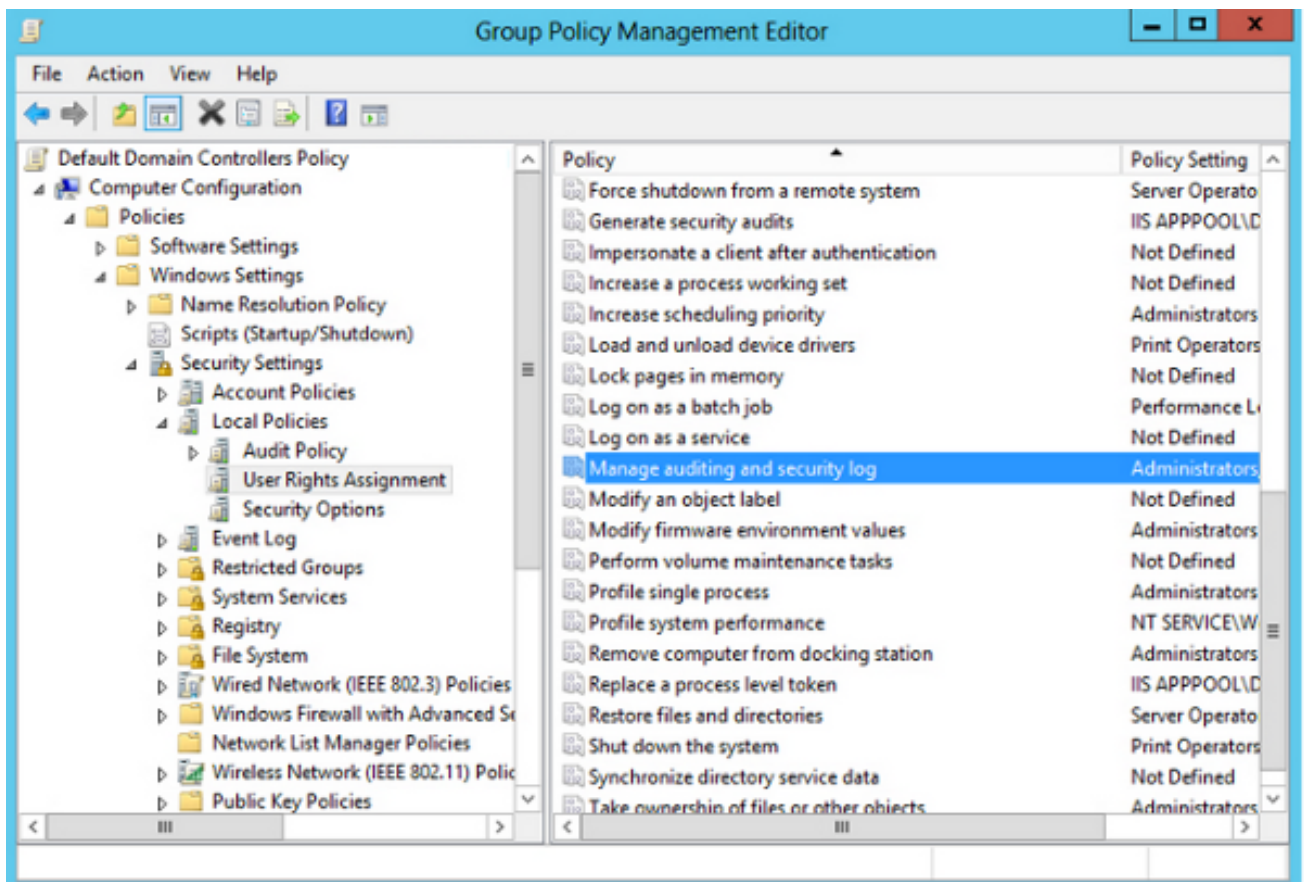 Group Policy Management Editor
File Action View Help
Default Domain Controllers Policy
Computer Configuration
Policies
Software Settings
Windows Settings
Name Resolution Policy
Scripts (Startup/Shutdown)
Security Settings
Account Policies
Local Policies
Audit Policy
User Rights Assignment
Security Options
Event Log
Restricted Groups
System Services
Registry
File System
Wired Network (IEEE 802.3) Policies
Windows Firewall with Advanced Se
Network List Manager Policies
Wireless Network (IEEE 802.11) Polic
Public Key Policies
Policy Policy Setting
Force shutdown from a remote system Server Operato
Generate security audits IIS APPPOOL\D
Impersonate a client after authentication Not Defined
Increase a process working set Not Defined
Increase scheduling priority Administrators
Load and unload device drivers Print Operators
Lock pages in memory Not Defined
Log on as a batch job Performance L
Log on as a service Not Defined
Manage auditing and security log Administrators,
Modify an object label Not Defined
Modify firmware environment values Administrators
Perform volume maintenance tasks Not Defined
Profile single process Administrators
Profile system performance NT SERVICE\W
Remove computer from docking station Administrators
Replace a process level token IIS APPPOOL\D
Restore files and directories Server Operato
Shut down the system Print Operators
Synchronize directory service data Not Defined
Take ownership of files or other objects Administrators